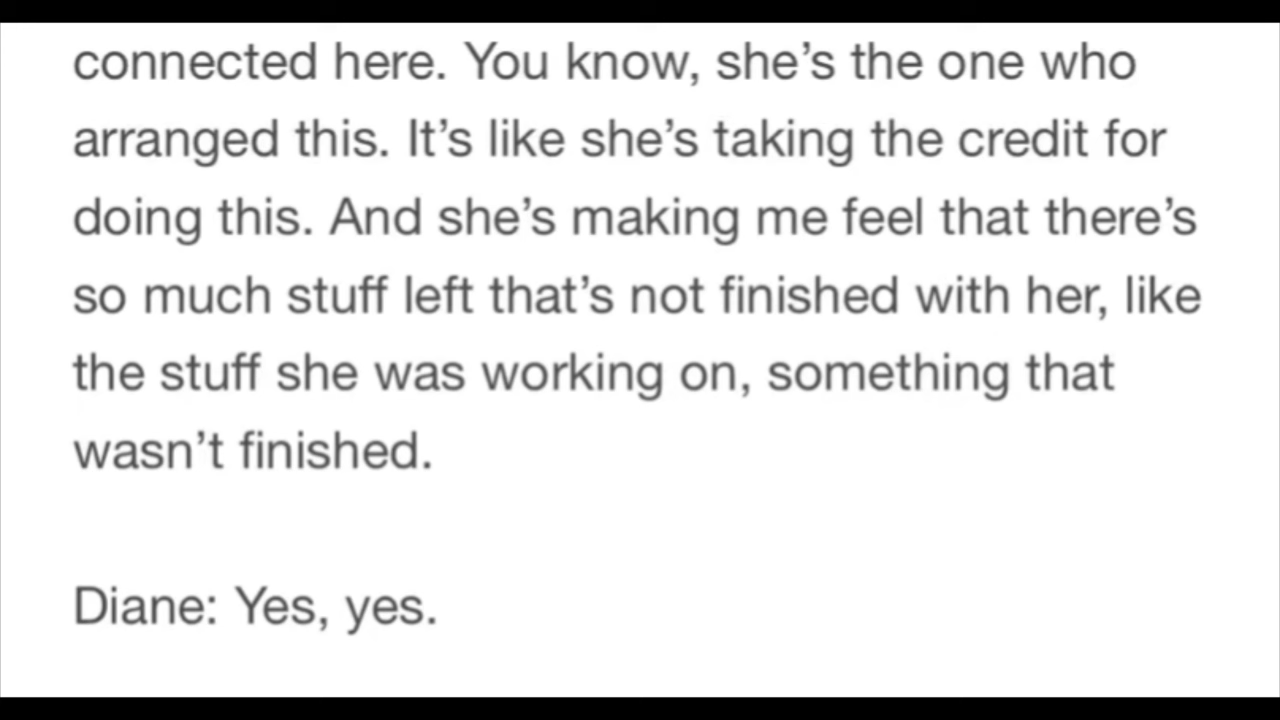 connected here. You know, she’s the one who
arranged this. It’s like she’s taking the credit for
doing this. And she’s making me feel that there’s
so much stuff left that’s not finished with her, like
the stuff she was working on, something that
wasn’t finished.
Diane: Yes, yes.